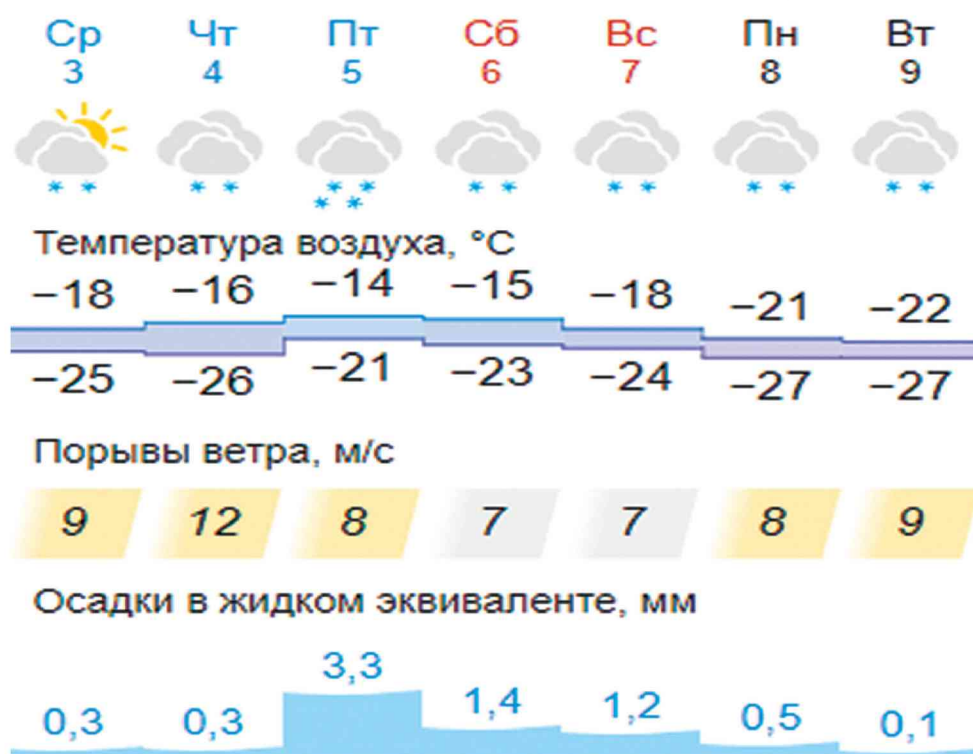 Ср Чт Пт Сб Вс Пн Вт
3 4 5 6 7 8 9
Температура воздуха, °C
−18 −16 −14 −15 −18 −21 −22
−25 −26 −21 −23 −24 −27 −27
Порывы ветра, м/с
9 12 8 7 7 8 9
Осадки в жидком эквиваленте, мм
0,3 0,3 3,3 1,4 1,2 0,5 0,1